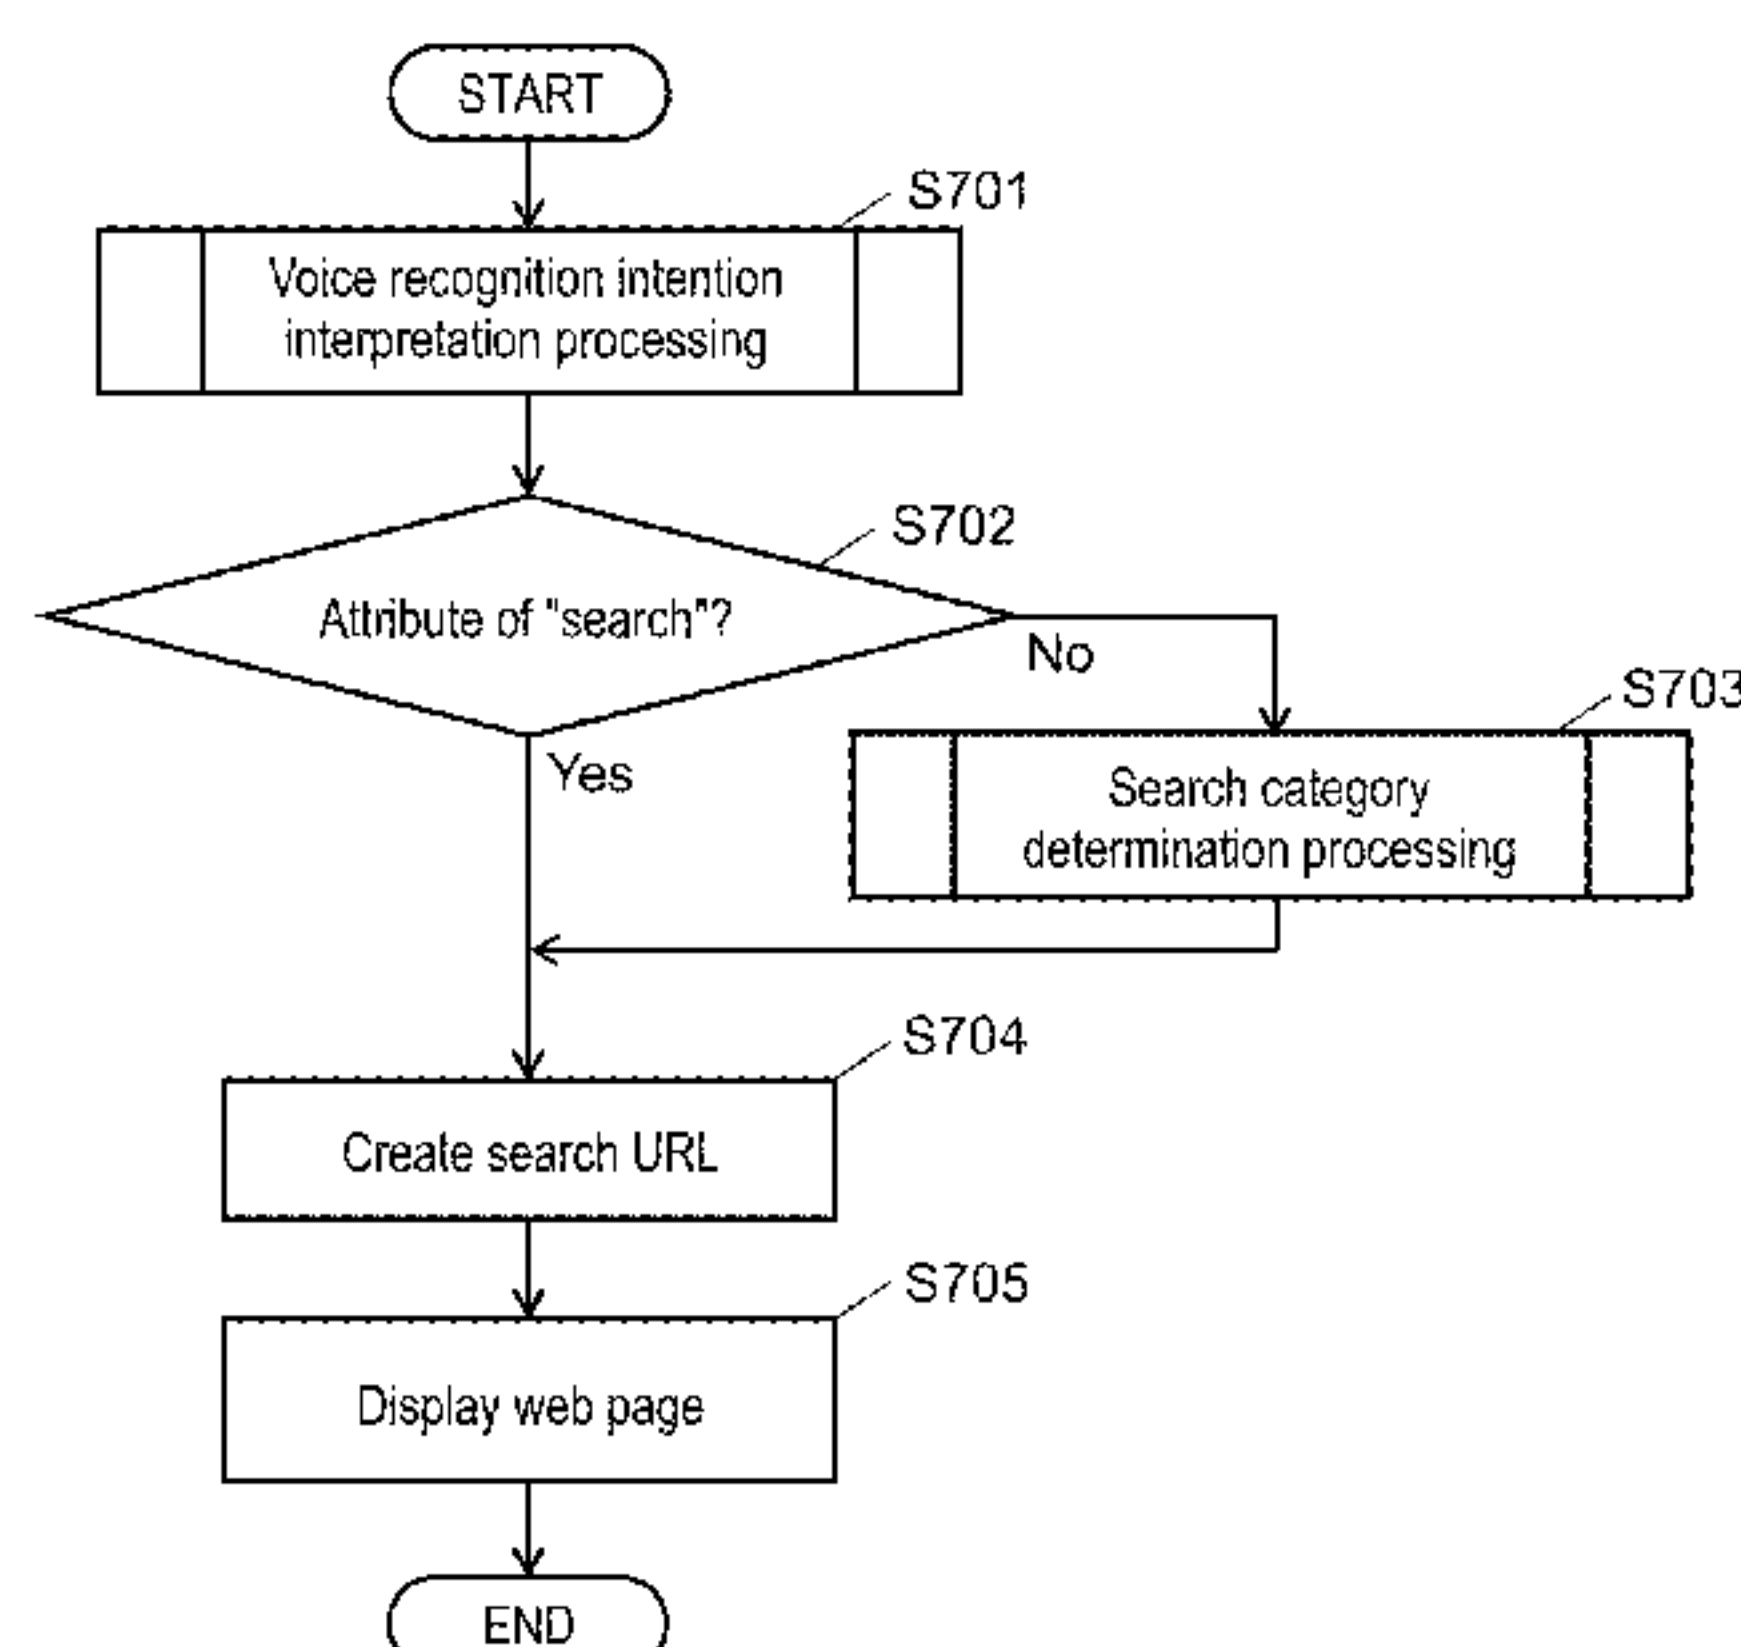 START
S701
Voice recognition intention
interpretation processing
S702
Attribute of "search"?
No
S703
Yes
Search category
determination processing
S704
Create search URL
S705
Display web page
END